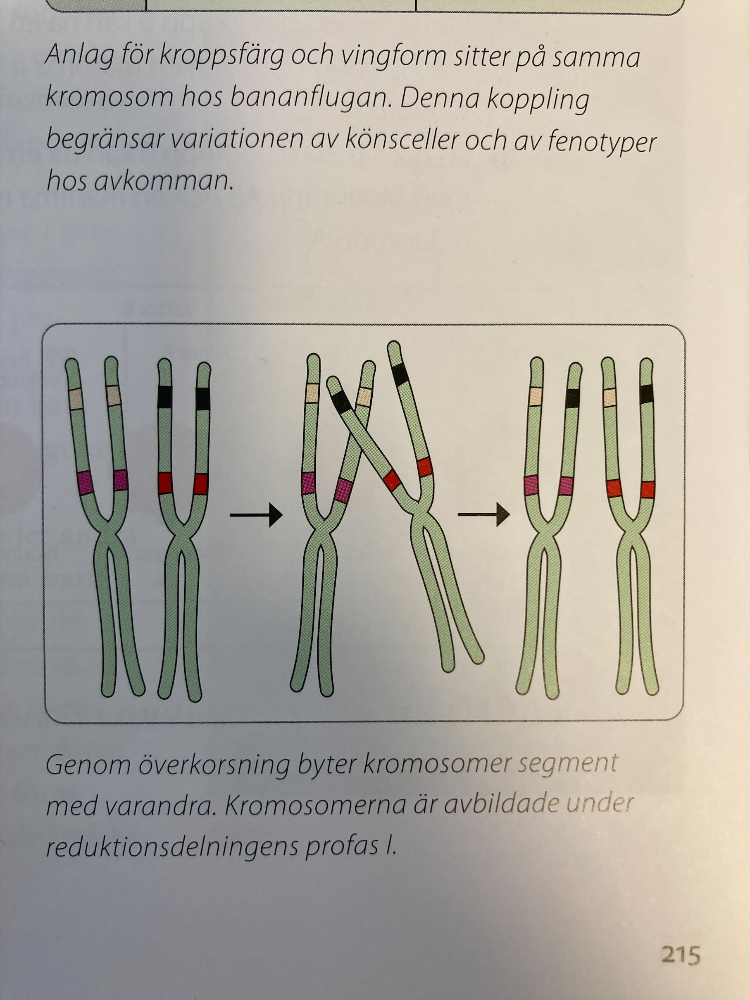 Anlag för kroppsfärg och vingform sitter på samma
kromosom hos bananflugan. Denna koppling
begränsar variationen av könsceller och av fenotyper
hos avkomman.
Genom överkorsning byter kromosomer segment
med varandra. Kromosomerna är avbildade under
reduktionsdelningens profas I.
215